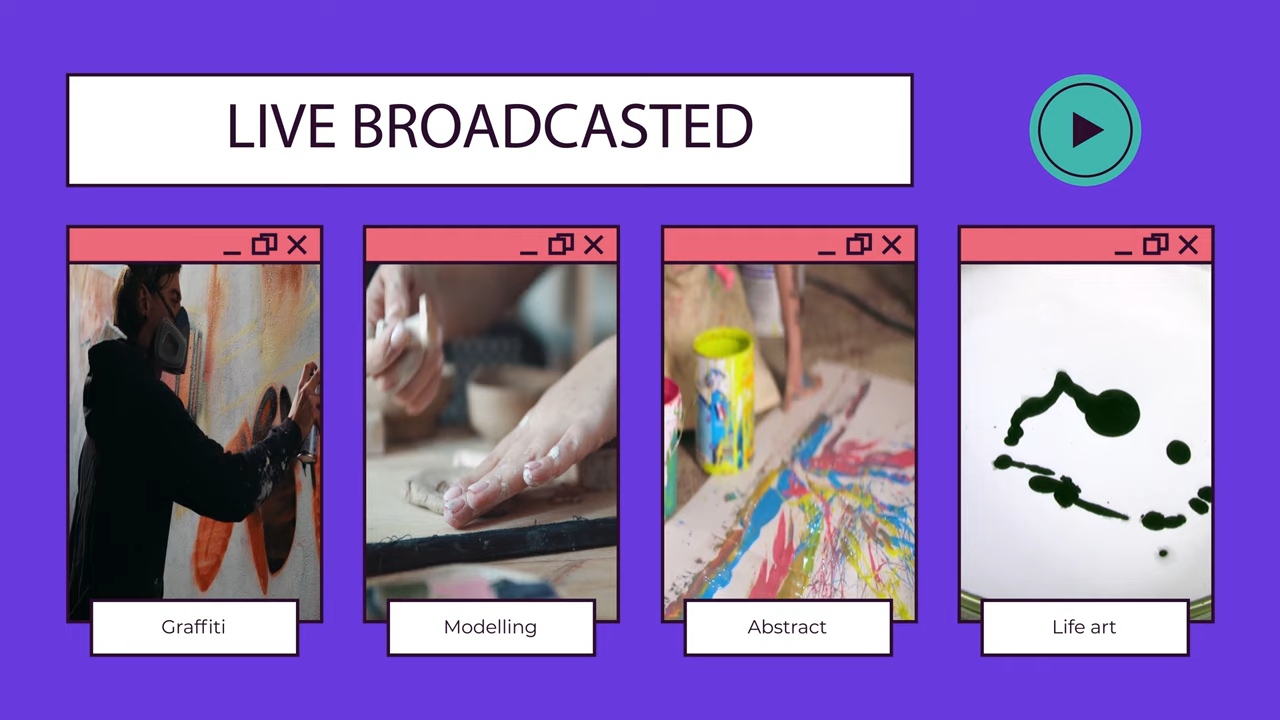 LIVE BROADCASTED
Graffiti
Modelling
Abstract
Life art